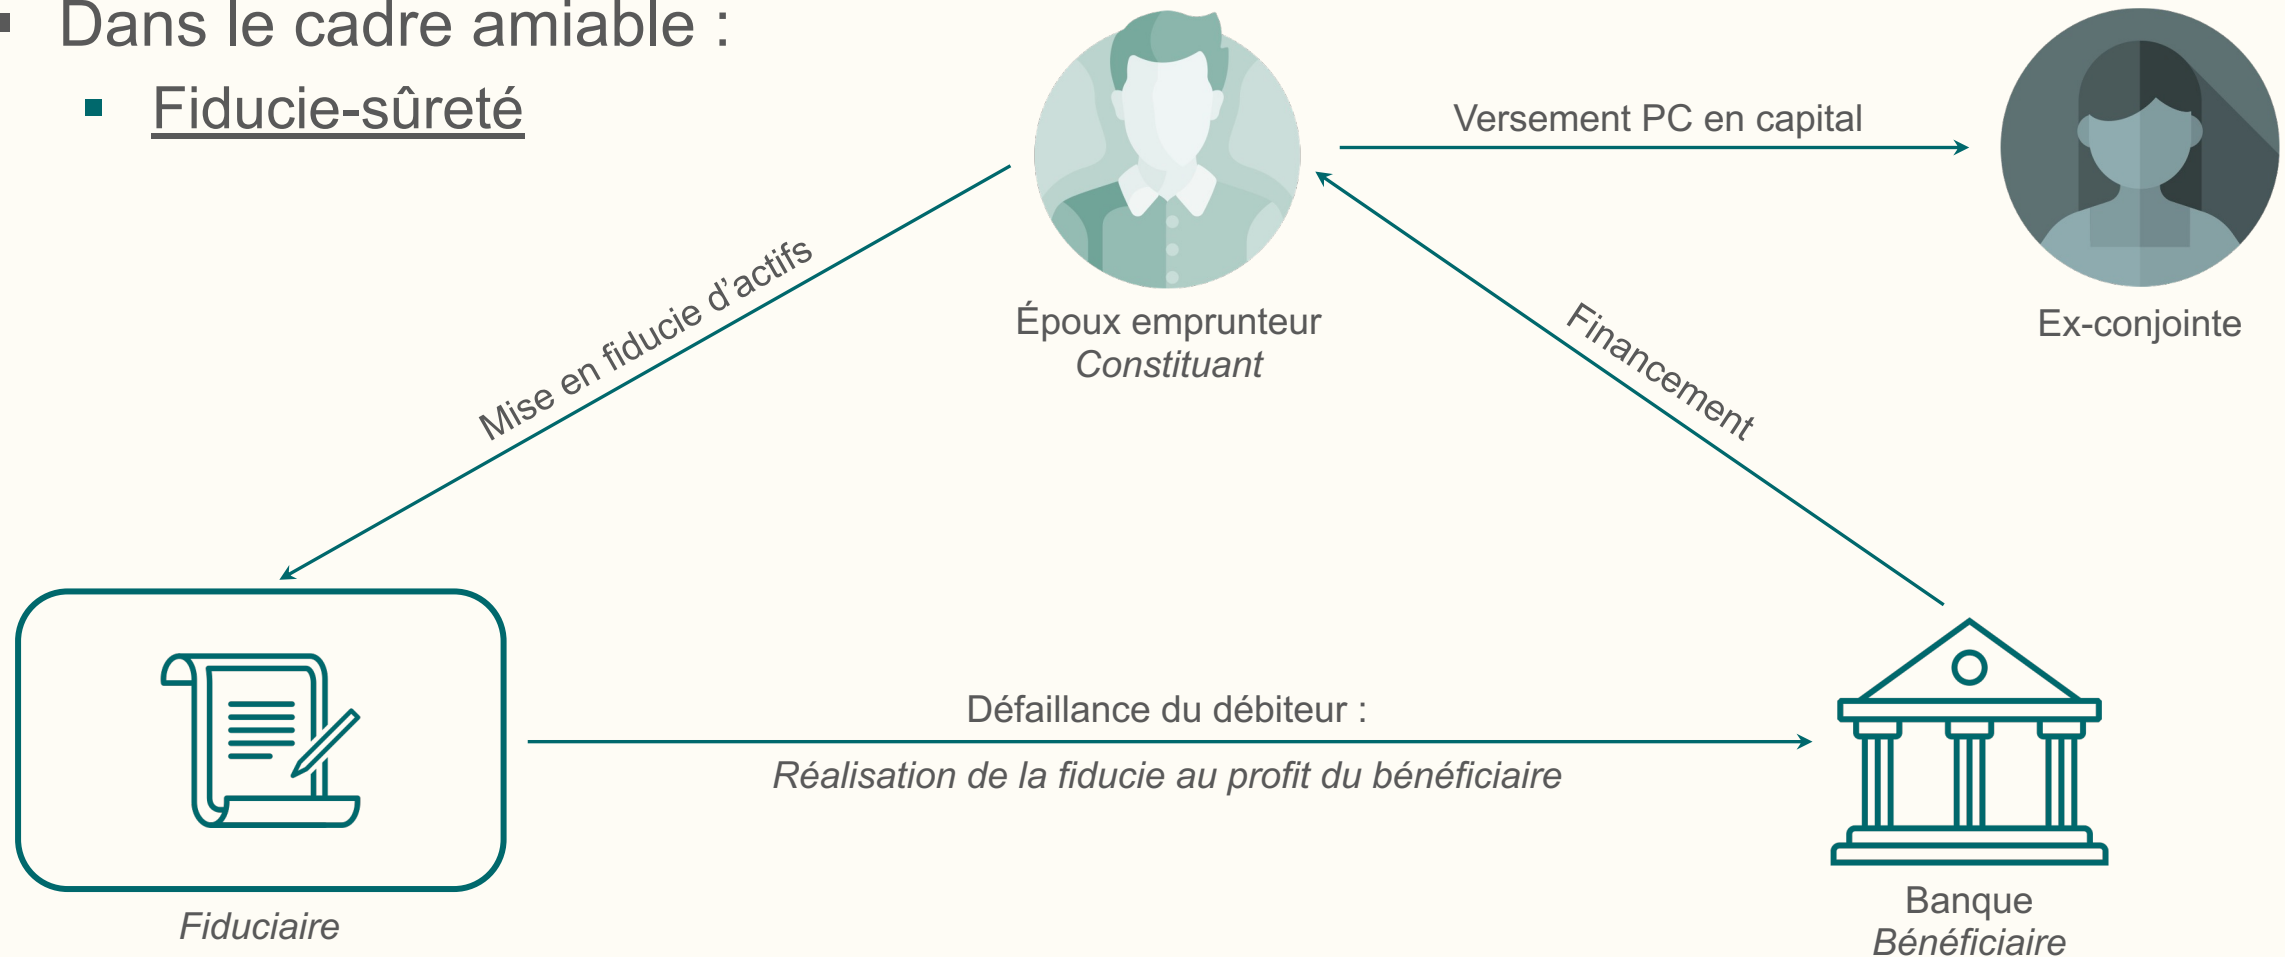 Dans le cadre amiable :
Fiducie-sûreté
Versement PC en capital
Mise en fiducie d’actifs
Époux emprunteur
Constituant
Financement
Ex-conjointe
Défaillance du débiteur :
Réalisation de la fiducie au profit du bénéficiaire
Fiduciaire
Banque
Bénéficiaire